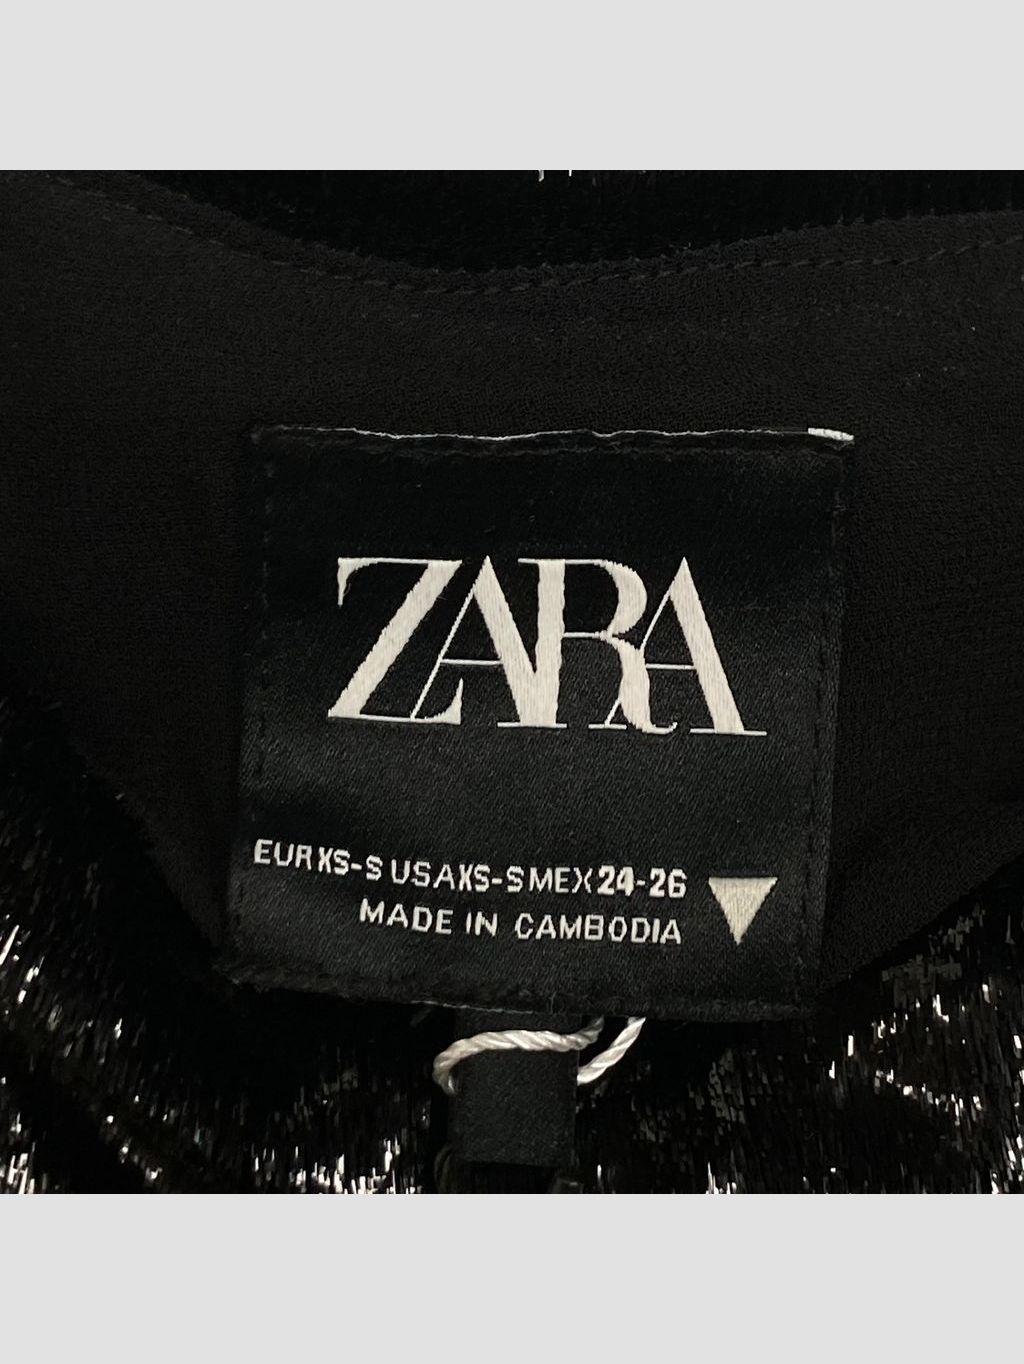 ZARA
EUR XS-S USA XS-S MEX 24-26
MADE IN CAMBODIA